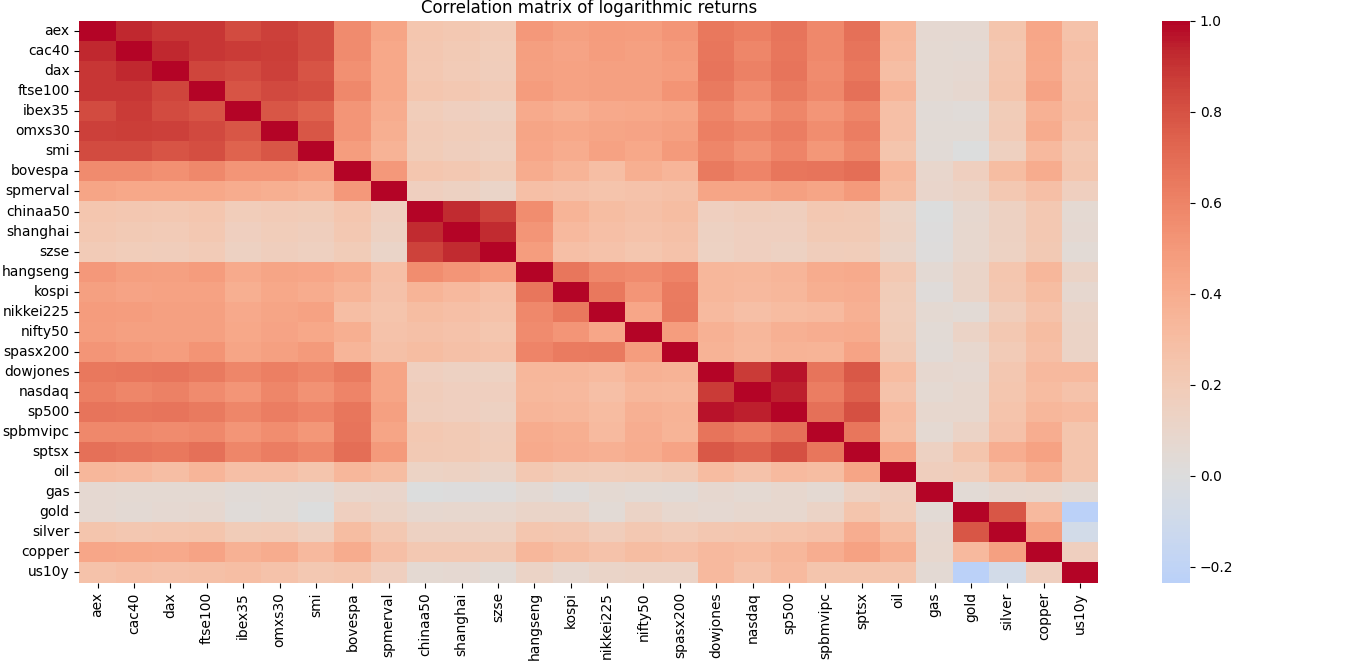 Correlation matrix of logarithmic returns
aex
cac40
dax
ftse100
ibex35
omxs30
smi
bovespa
spmerval
chinaa50
shanghai
szse
hangseng
kospi
nikkei225
nifty50
spasx200
dowjones
nasdaq
sp500
spbmvipc
sptsx
oil
gas
gold
silver
copper
us10y
aex
cac40
dax
ftse100
ibex35
omxs30
smi
bovespa
spmerval
chinaa50
shanghai
szse
hangseng
kospi
nikkei225
nifty50
spasx200
dowjones
nasdaq
sp500
spbmvipc
sptsx
oil
gas
gold
silver
copper
us10y
1.0
0.8
0.6
0.4
0.2
0.0
−0.2